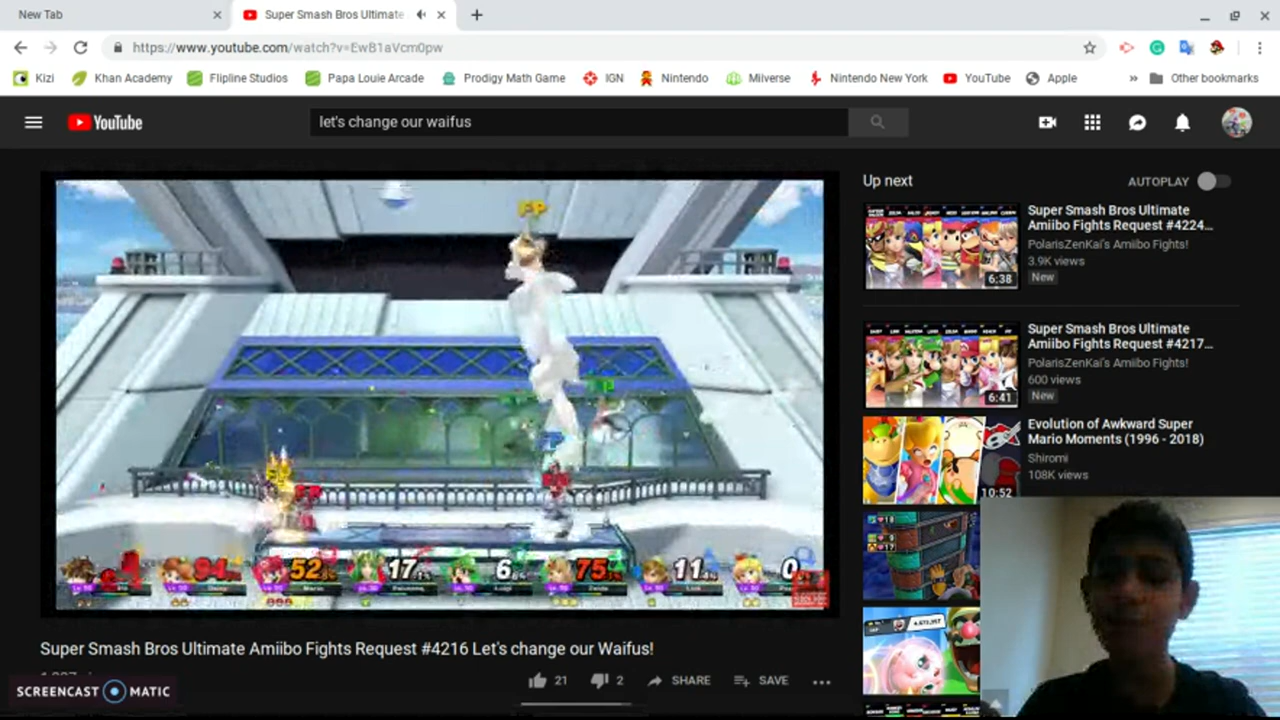 New Tab
Super Smash Bros Ultimate
https://www.youtube.com/watch?v=EwB1aVcm0pw
Kizi
Khan Academy
Flipline Studios
Papa Louie Arcade
Prodigy Math Game
IGN
Nintendo
Miiverse
Nintendo New York
YouTube
Apple
»
Other bookmarks
YouTube
let's change our waifus
Up next
AUTOPLAY
Super Smash Bros Ultimate
Amiibo Fights Request #4224...
PolarisZenKai's Amiibo Fights!
3.9K views
New
6:38
Super Smash Bros Ultimate
Amiibo Fights Request #4217...
PolarisZenKai's Amiibo Fights!
600 views
New
6:41
Evolution of Awkward Super
Mario Moments (1996 - 2018)
Shiromi
108K views
10:52
FP
94
52
17
6
75
11
Super Smash Bros Ultimate Amiibo Fights Request #4216 Let's change our Waifus!
21
2
SHARE
SAVE
SCREENCAST MATIC